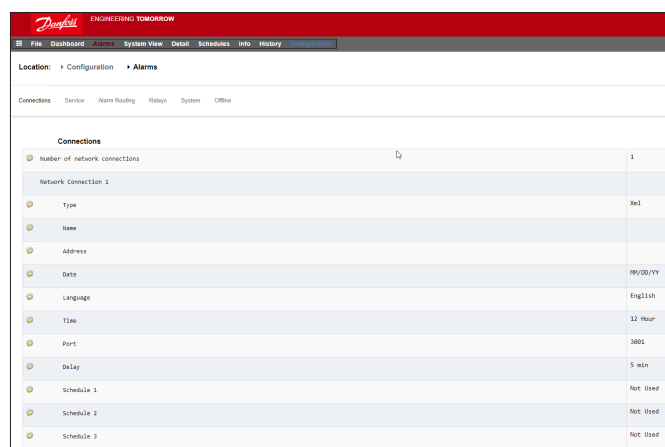 Danfoss
ENGINEERING TOMORROW
File Dashboard Alarms System View Detail Schedules Info History Configuration
Location: Configuration Alarms
Connections Service Alarm Routing Relays System Offline
Connections
Number of network connections 1
Network Connection 1
Type Xml
Name
Address
Date MM/DD/YY
Language English
Time 12 Hour
Port 3001
Delay 5 min
Schedule 1 Not Used
Schedule 2 Not Used
Schedule 3 Not Used